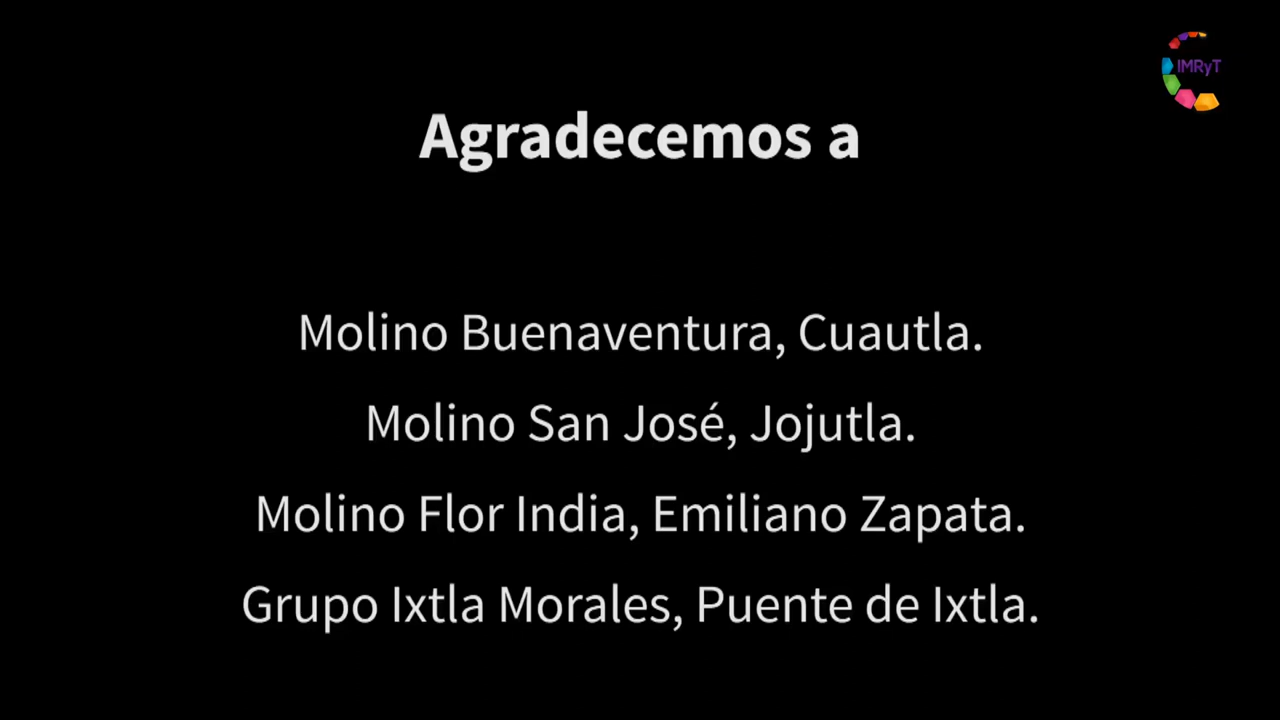 IMRyT
Agradecemos a
Molino Buenaventura, Cuautla.
Molino San José, Jojutla.
Molino Flor India, Emiliano Zapata.
Grupo Ixtla Morales, Puente de Ixtla.